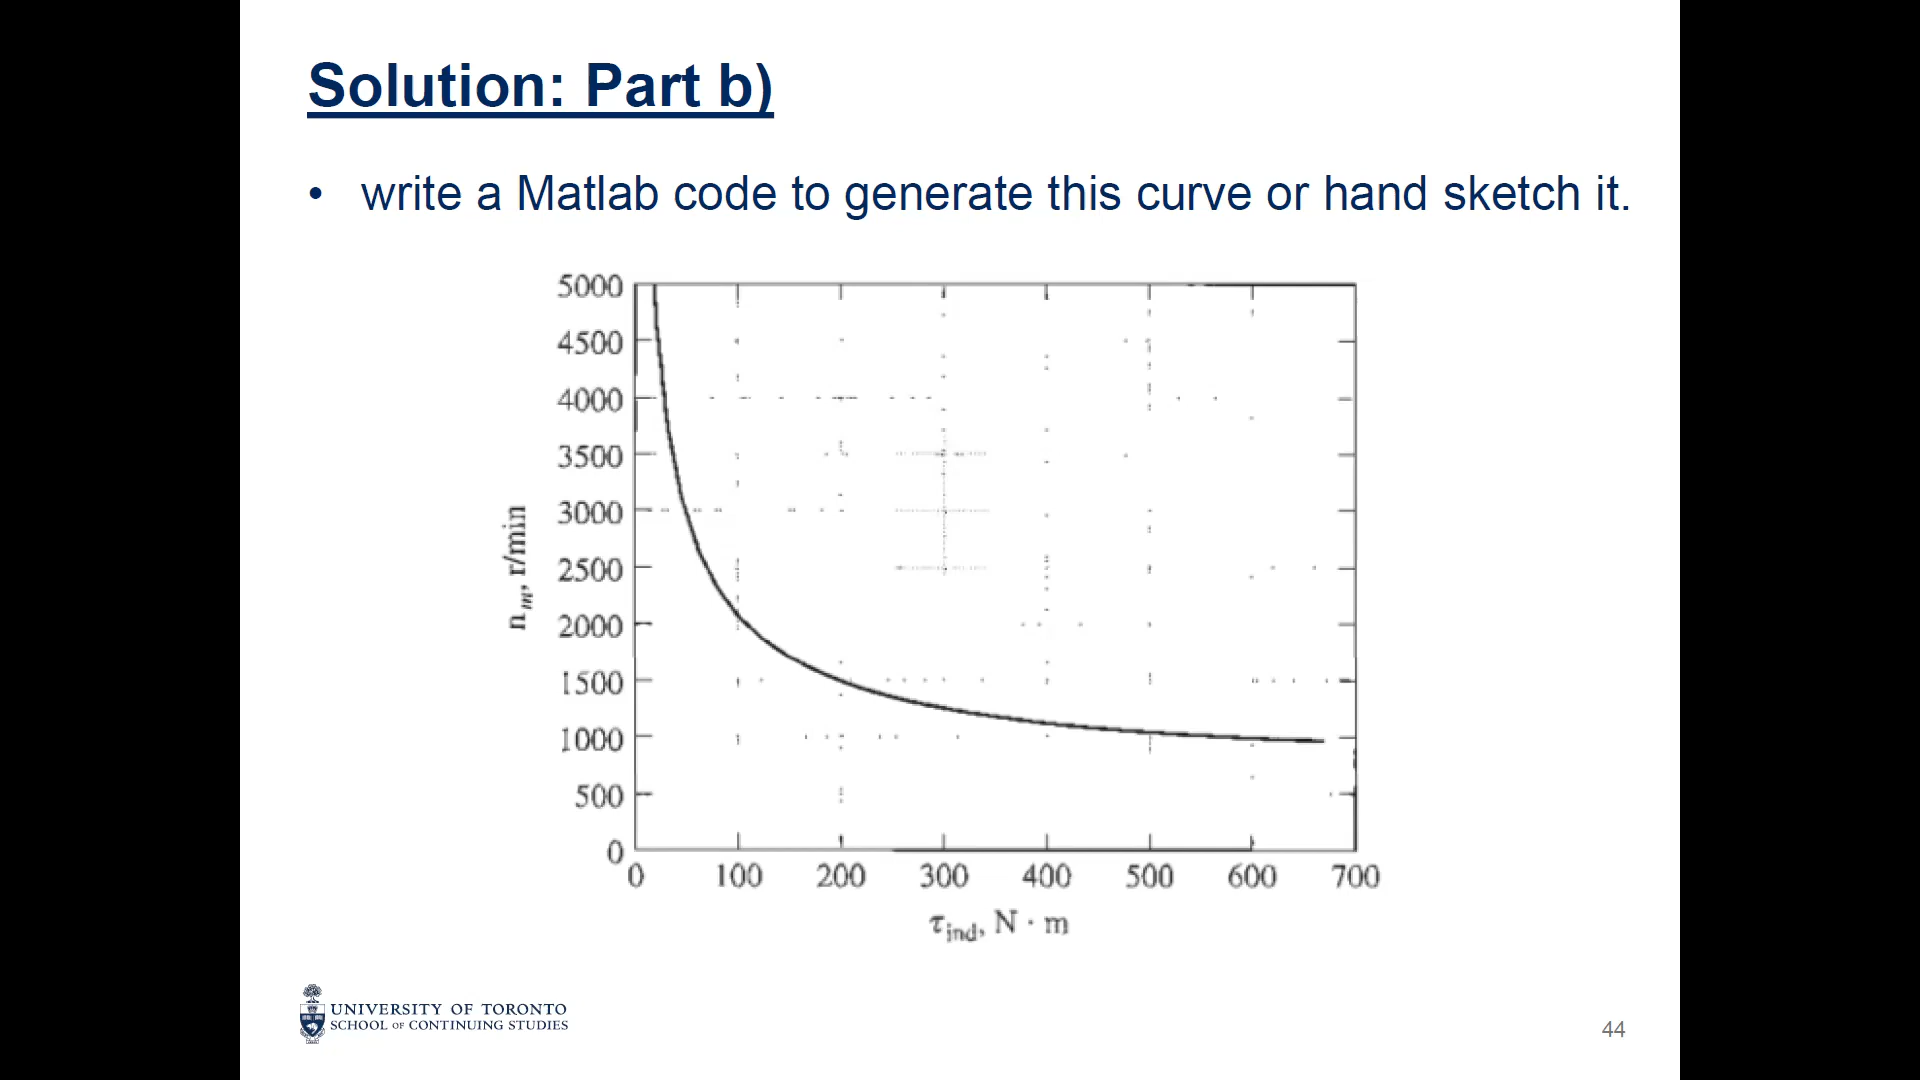 Solution: Part b)
• write a Matlab code to generate this curve or hand sketch it.
5000
4500
4000
3500
3000
2500
2000
1500
1000
500
0
nₘ, r/min
0 100 200 300 400 500 600 700
τind, N · m
UNIVERSITY OF TORONTO
SCHOOL OF CONTINUING STUDIES
44